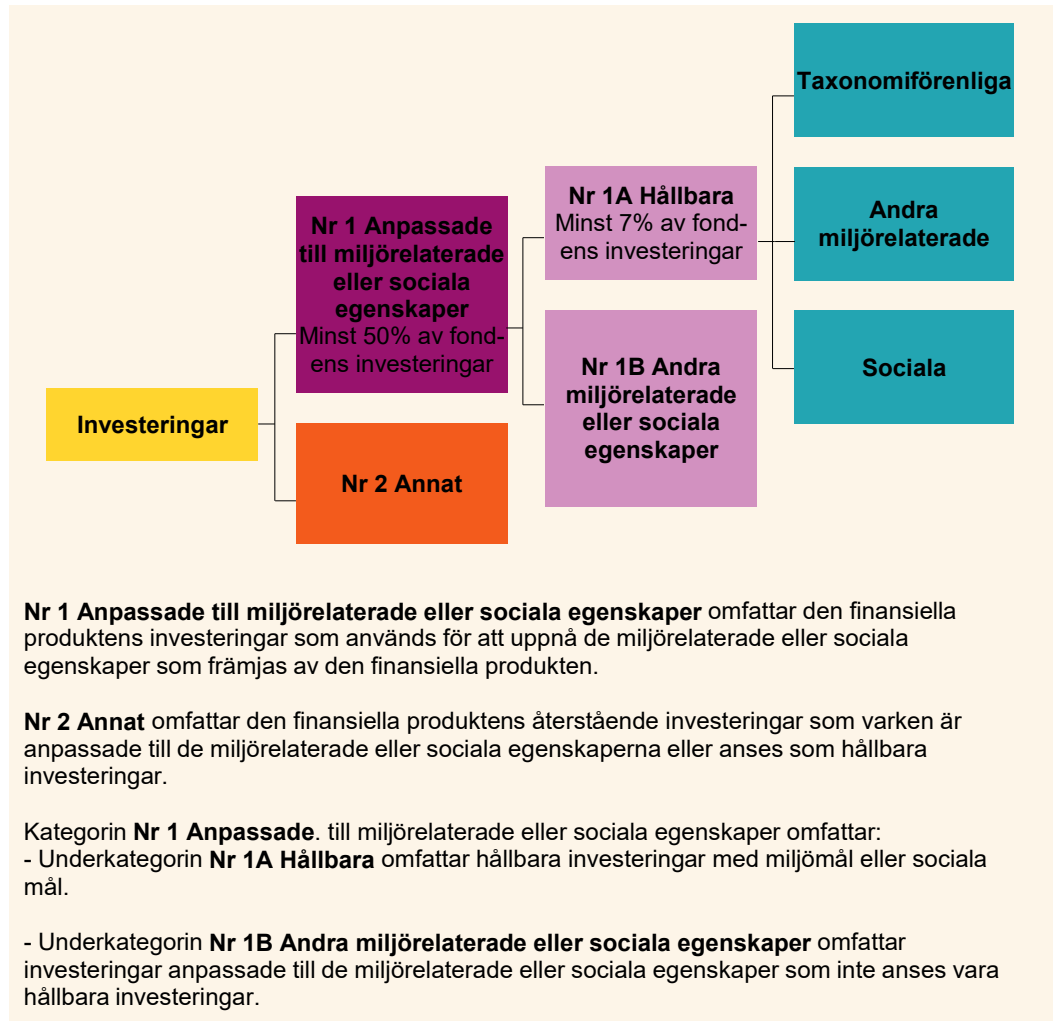 Taxonomiförenliga
Nr 1 Anpassade
till miljörelaterade
eller sociala
egenskaper
Minst 50% av fond-
ens investeringar
Nr 1A Hållbara
Minst 7% av fond-
ens investeringar
Andra
miljörelaterade
Nr 1B Andra
miljörelaterade
eller sociala
egenskaper
Sociala
Investeringar
Nr 2 Annat
Nr 1 Anpassade till miljörelaterade eller sociala egenskaper omfattar den finansiella
produktens investeringar som används för att uppnå de miljörelaterade eller sociala
egenskaper som främjas av den finansiella produkten.
Nr 2 Annat omfattar den finansiella produktens återstående investeringar som varken är
anpassade till de miljörelaterade eller sociala egenskaperna eller anses som hållbara
investeringar.
Kategorin Nr 1 Anpassade. till miljörelaterade eller sociala egenskaper omfattar:
- Underkategorin Nr 1A Hållbara omfattar hållbara investeringar med miljömål eller sociala
mål.
- Underkategorin Nr 1B Andra miljörelaterade eller sociala egenskaper omfattar
investeringar anpassade till de miljörelaterade eller sociala egenskaper som inte anses vara
hållbara investeringar.